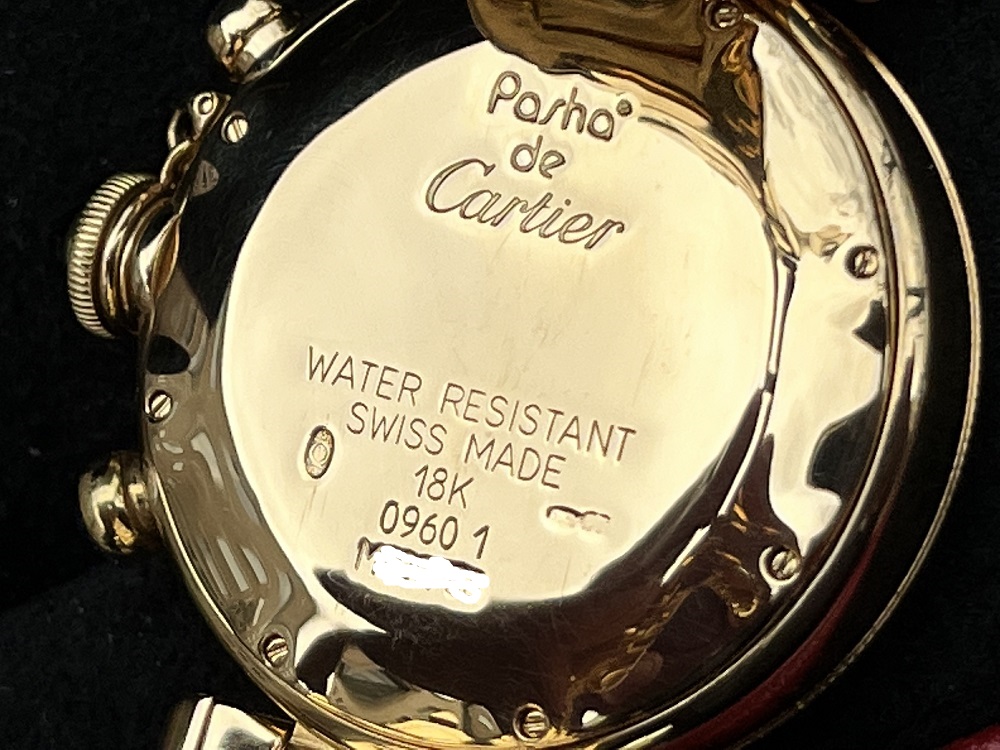 Pasha
de
Cartier
WATER RESISTANT
SWISS MADE
18K
0960 1